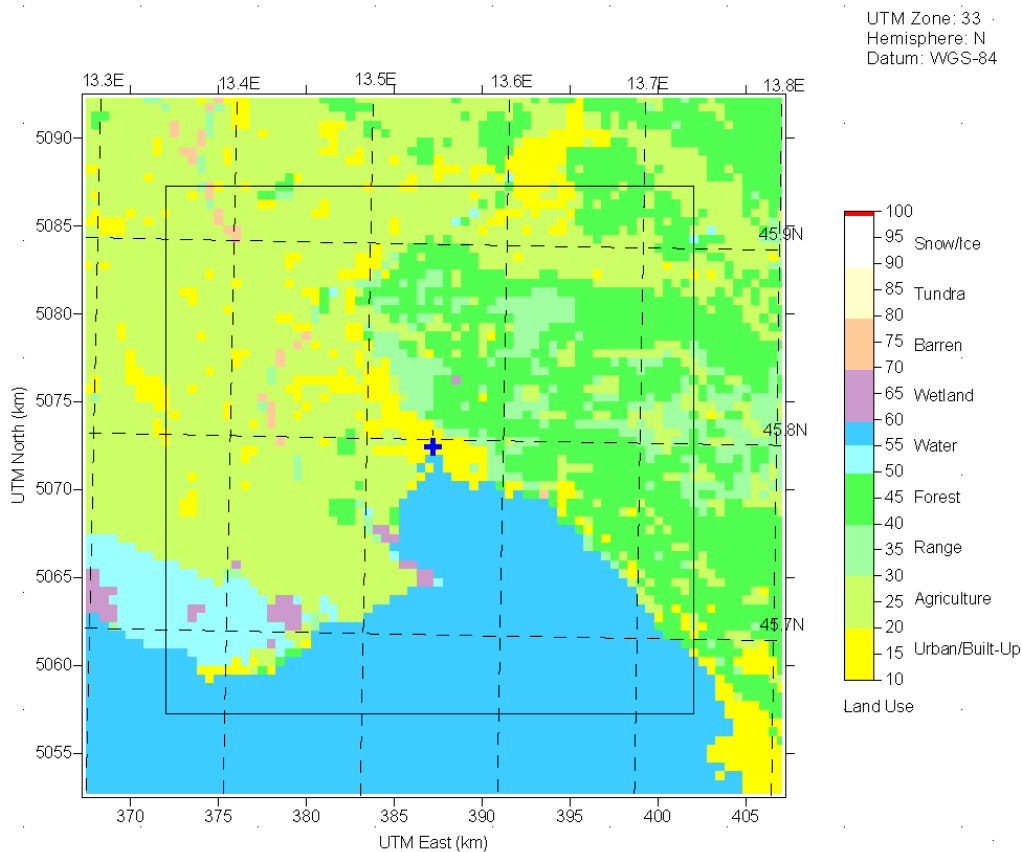 UTM Zone: 33
Hemisphere: N
Datum: WGS-84
13.3E 13.4E 13.5E 13.6E 13.7E 13.8E
5090
5085
5080
5075
5070
5065
5060
5055
UTM North (km)
45.9N
45.8N
45.7N
370 375 380 385 390 395 400 405
UTM East (km)
100
95 Snow/Ice
90
85 Tundra
80
75 Barren
70
65 Wetland
60
55 Water
50
45 Forest
40
35 Range
30
25 Agriculture
20
15 Urban/Built-Up
10
Land Use